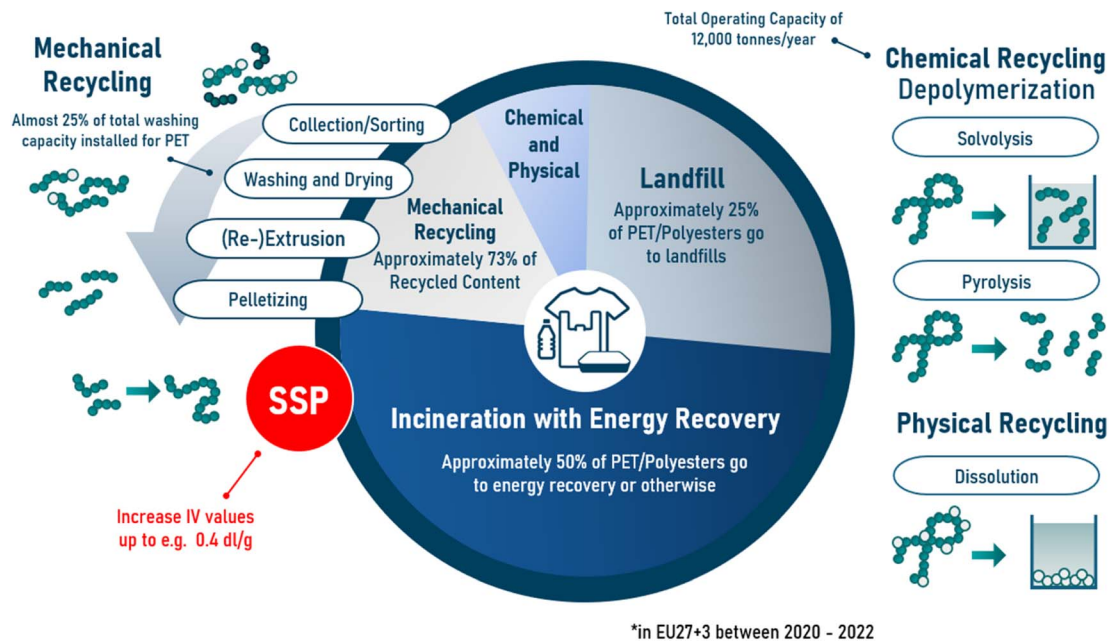 Mechanical
Recycling
Almost 25% of total washing
capacity installed for PET
Collection/Sorting
Washing and Drying
(Re-)Extrusion
Pelletizing
SSP
Increase IV values
up to e.g. 0.4 dl/g
Chemical
and
Physical
Mechanical
Recycling
Approximately 73% of
Recycled Content
Landfill
Approximately 25%
of PET/Polyesters go
to landfills
Incineration with Energy Recovery
Approximately 50% of PET/Polyesters go
to energy recovery or otherwise
Total Operating Capacity of
12,000 tonnes/year
Chemical Recycling
Depolymerization
Solvolysis
Pyrolysis
Physical Recycling
Dissolution
*in EU27+3 between 2020 - 2022